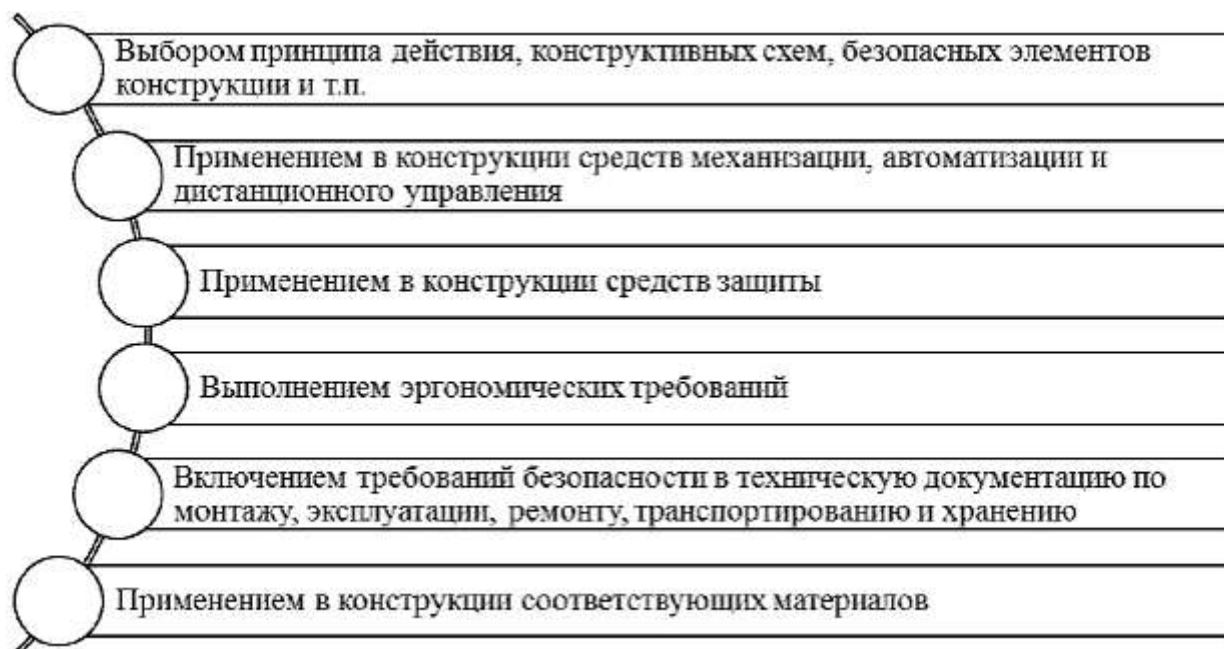 Выбором принципа действия, конструктивных схем, безопасных элементов
конструкции и т.п.
Применением в конструкции средств механизации, автоматизации и
дистанционного управления
Применением в конструкции средств защиты
Выполнением эргономических требований
Включением требований безопасности в техническую документацию по
монтажу, эксплуатации, ремонту, транспортированию и хранению
Применением в конструкции соответствующих материалов